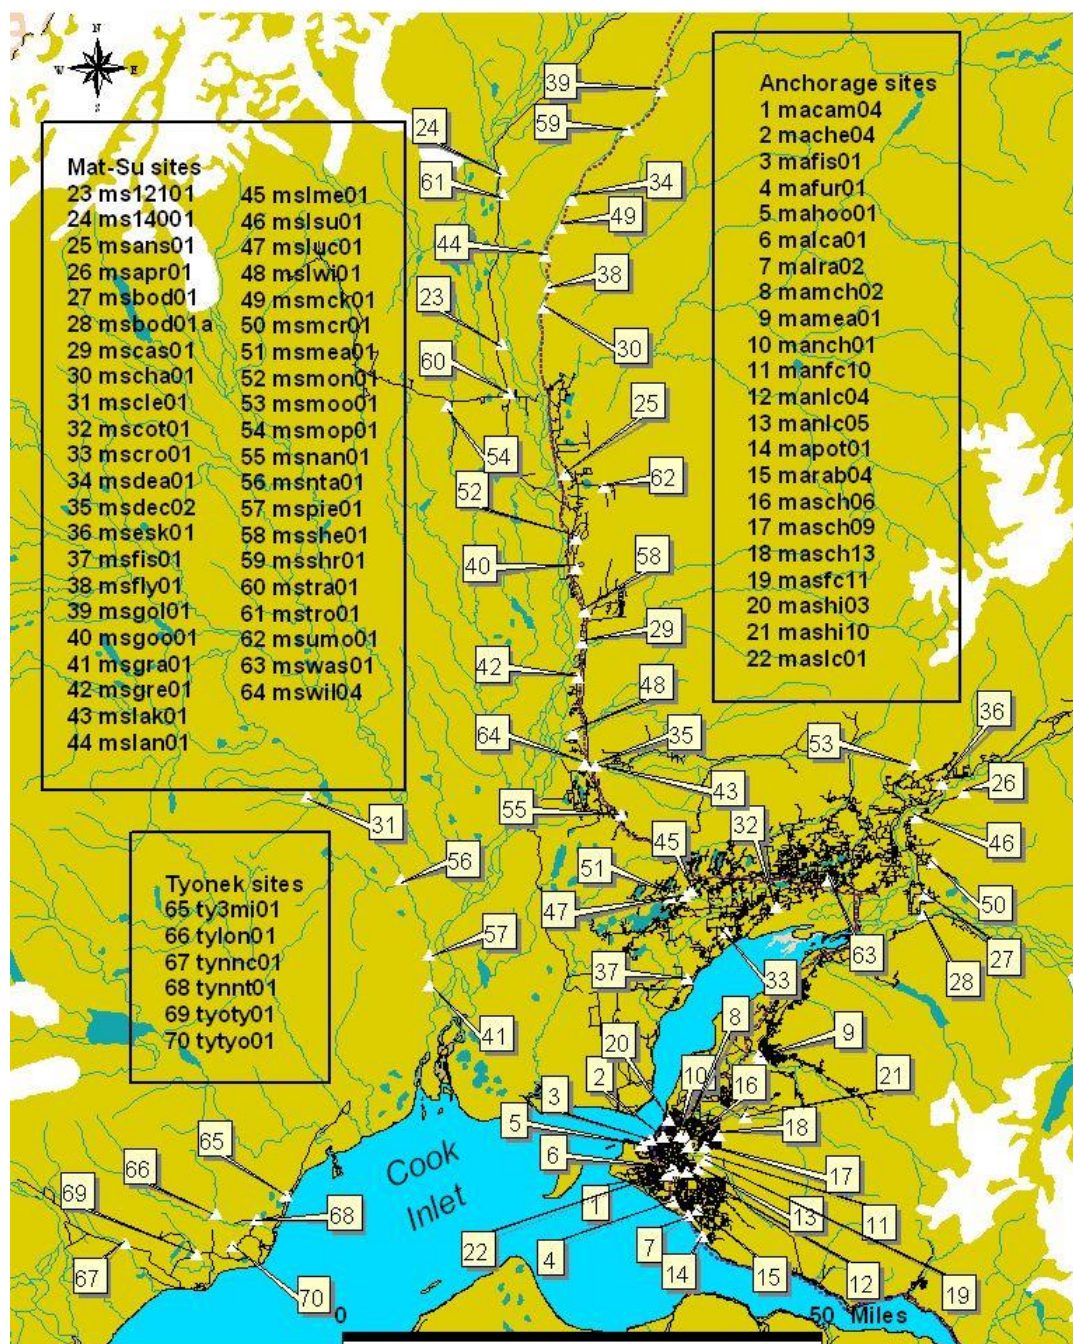 N
W E
S
Mat-Su sites
23 ms12101
24 ms14001
25 msans01
26 msapr01
27 msbod01
28 msbod01a
29 mscas01
30 mscha01
31 mscle01
32 mscot01
33 mscro01
34 msdea01
35 msdec02
36 msesk01
37 msfis01
38 msfly01
39 msgol01
40 msgoo01
41 msgra01
42 msgre01
43 mslak01
44 mslan01
45 mslme01
46 mslsu01
47 msluc01
48 mslwi01
49 msmck01
50 msmcr01
51 msmea01
52 msmon01
53 msmoo01
54 msmop01
55 msnan01
56 msnta01
57 mspie01
58 msshe01
59 msshr01
60 mstra01
61 mstro01
62 msumo01
63 mswas01
64 mswil04
Anchorage sites
1 macam04
2 mache04
3 mafis01
4 mafur01
5 mahoo01
6 malca01
7 malra02
8 mamch02
9 mamea01
10 manch01
11 manfc10
12 manlc04
13 manlc05
14 mapot01
15 marab04
16 masch06
17 masch09
18 masch13
19 masfc11
20 mashi03
21 mashi10
22 maslc01
Tyonek sites
65 ty3mi01
66 tylon01
67 tynnc01
68 tynnt01
69 tyoty01
70 tytyo01
39
59
24
61
34
49
44
38
23
30
60
25
54
62
52
40
58
29
42
48
64
35
36
53
43
26
55
31
32
46
45
51
56
47
50
57
63
27
37
33
28
41
8
9
20
2
10
16
21
3
5
18
65
6
66
17
69
68
1
13
11
22
4
7
67
70
14
15
12
19
Cook
Inlet
0 50 Miles